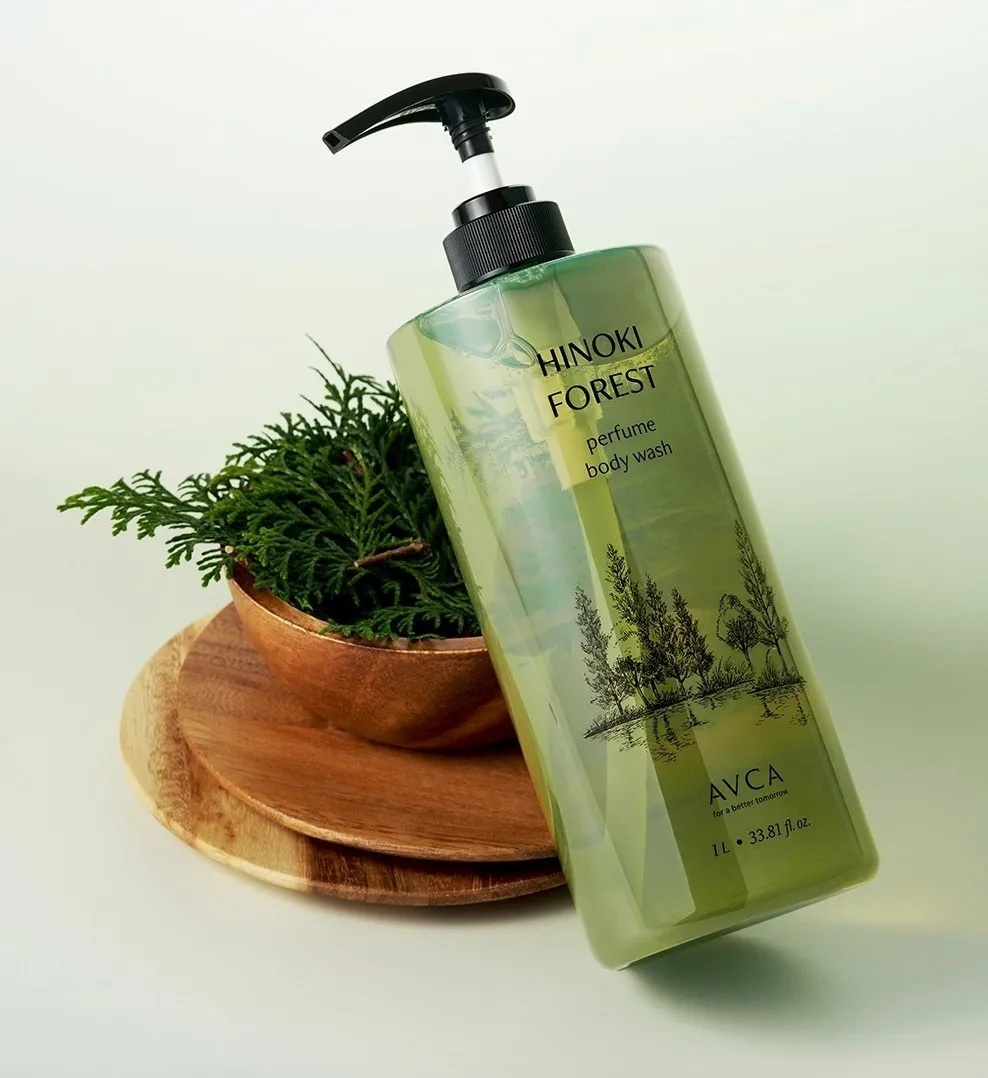 HINOKI
FOREST
perfume
body wash
AVCA
for a better tomorrow
1 L • 33.81 fl. oz.